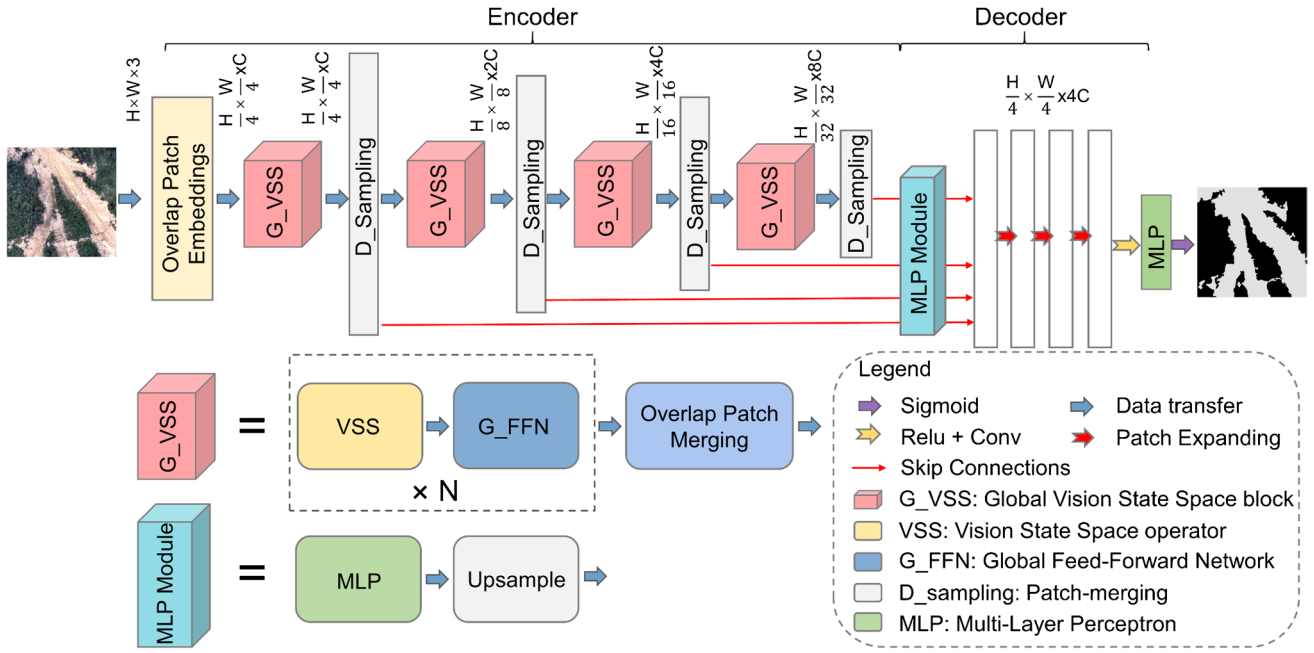 Encoder
Decoder
H×W×3
H/4 × W/4 xC
H/4 × W/4 xC
H/8 × W/8 x2C
H/16 × W/16 x4C
H/32 × W/32 x8C
H/4 × W/4 x4C
Overlap Patch
Embeddings
G_VSS
D_Sampling
G_VSS
D_Sampling
G_VSS
D_Sampling
G_VSS
D_Sampling
MLP Module
MLP
G_VSS
=
VSS
G_FFN
× N
Overlap Patch
Merging
MLP Module
=
MLP
Upsample
Legend
Sigmoid
Data transfer
Relu + Conv
Patch Expanding
Skip Connections
G_VSS: Global Vision State Space block
VSS: Vision State Space operator
G_FFN: Global Feed-Forward Network
D_sampling: Patch-merging
MLP: Multi-Layer Perceptron